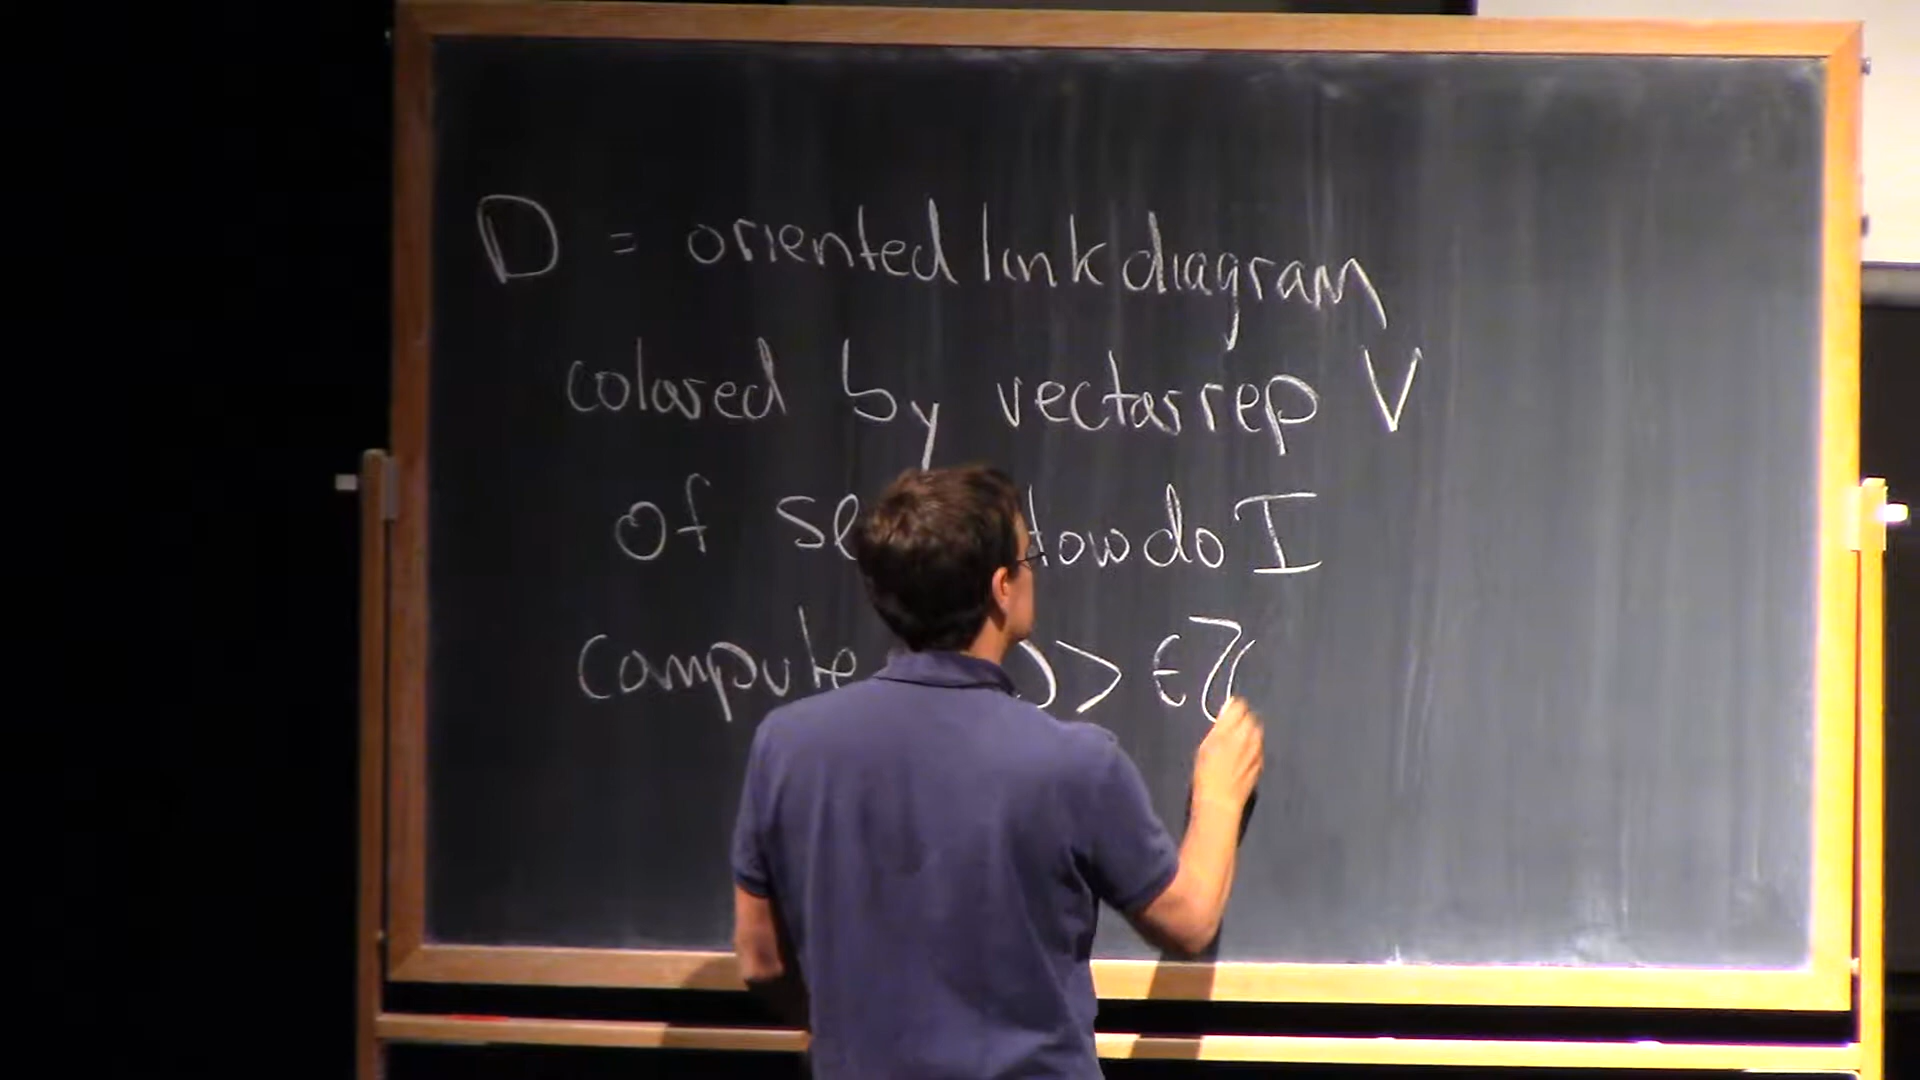 D = oriented link diagram
colored by vector rep V
of sl How do I
compute D> ∈ Z